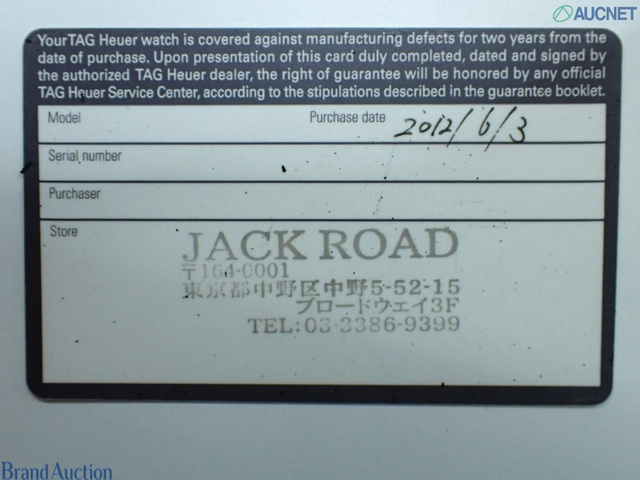 AUCNET
YourTAG Heuer watch is covered against manufacturing defects for two years from the
date of purchase. Upon presentation of this card duly completed, dated and signed by
the authorized TAG Heuer dealer, the right of guarantee will be honored by any official
TAG Heuer Service Center, according to the stipulations described in the guarantee booklet.
Model Purchase date 2012/6/3
Serial number
Purchaser
Store
JACK ROAD
〒164-0001
東京都中野区中野5-52-15
ブロードウェイ3F
TEL:03-3386-9399
Brand Auction